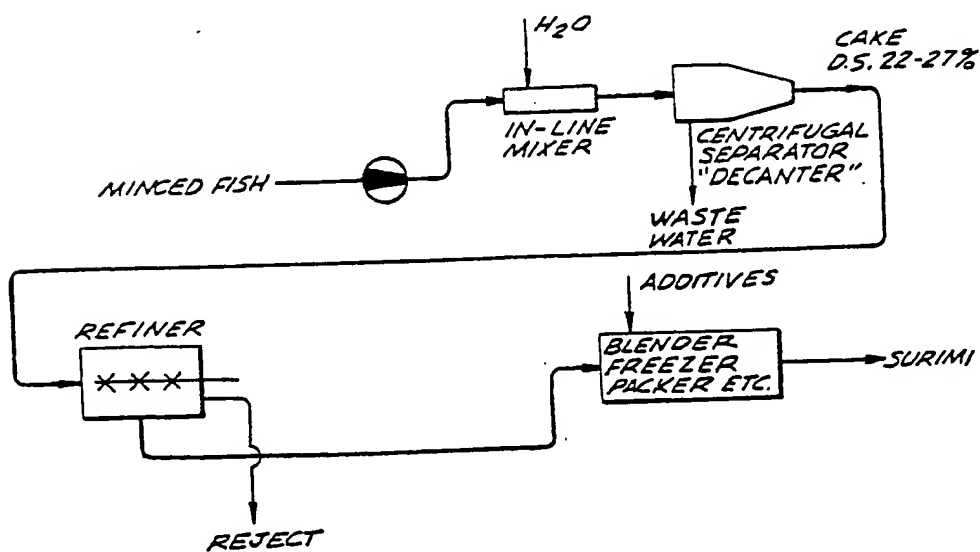 H2O
CAKE
D.S. 22-27%
IN-LINE
MIXER
CENTRIFUGAL
SEPARATOR
"DECANTER".
MINCED FISH
WASTE
WATER
ADDITIVES
REFINER
BLENDER
FREEZER
PACKER ETC.
SURIMI
REJECT